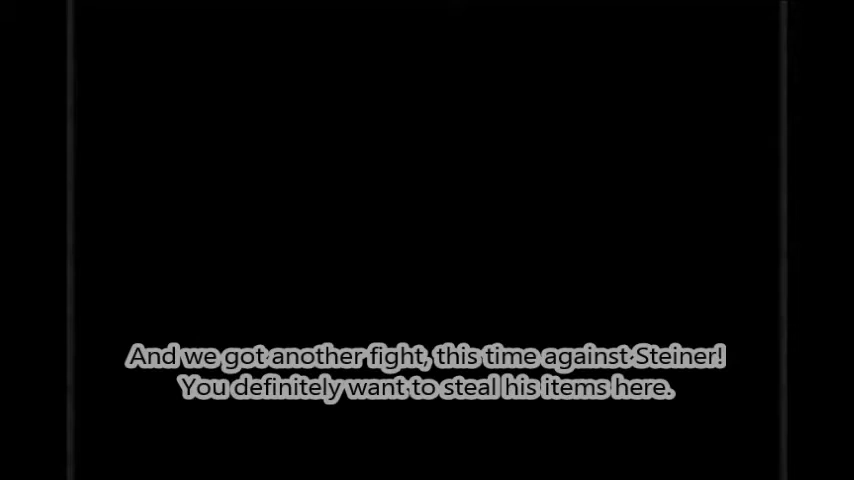 And we got another fight, this time against Steiner!
You definitely want to steal his items here.